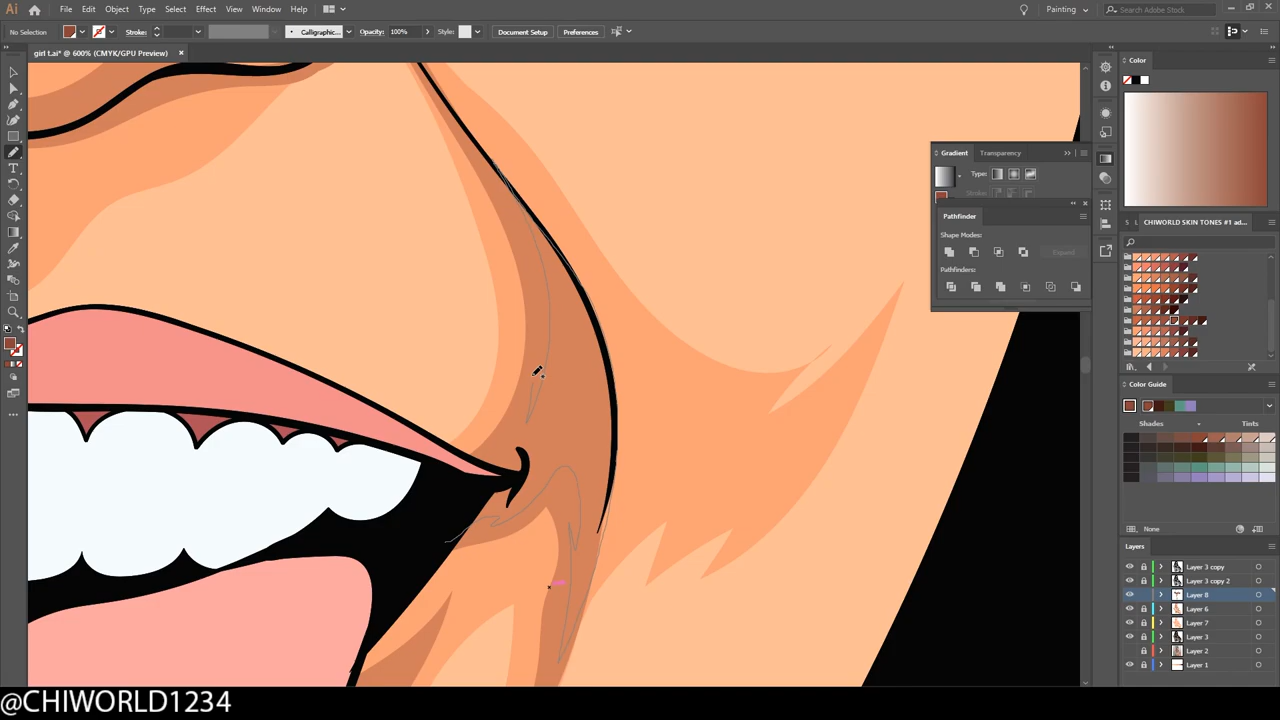 Ai File Edit Object Type Select Effect View Window Help Painting Search Adobe Stock
No Selection Stroke: Calligraphic... Opacity: 100% Style: Document Setup Preferences
girl t.ai* @ 600% (CMYK/GPU Preview) ×
Color
Gradient Transparency
Type:
Stroke:
Pathfinder
Shape Modes:
Expand
Pathfinders:
S L CHIWORLD SKIN TONES #1 ad...
Color Guide
Shades Tints
None
Layers
Layer 3 copy
Layer 3 copy 2
Layer 8
Layer 6
Layer 7
Layer 3
Layer 2
Layer 1
@CHIWORLD1234